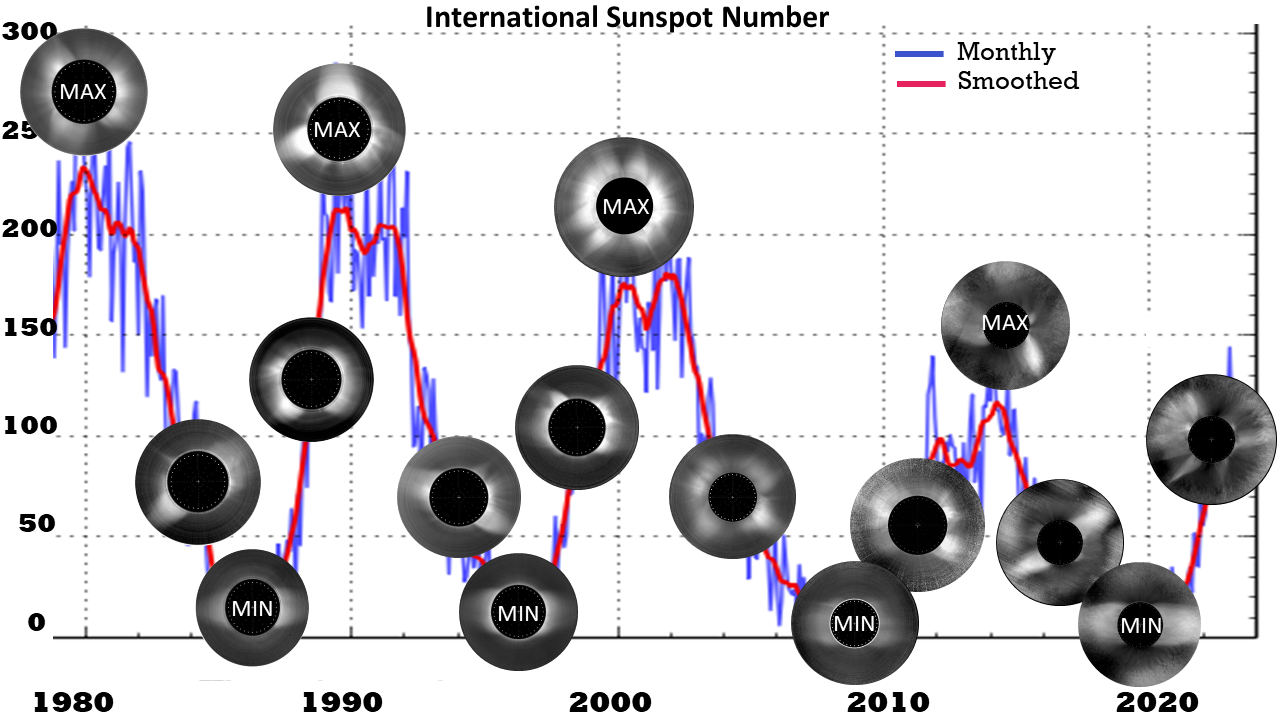 International Sunspot Number
300
Monthly
Smoothed
MAX
MAX
25
MAX
200
MAX
150
100
50
MIN
MIN
MIN
MIN
0
1980
1990
2000
2010
2020